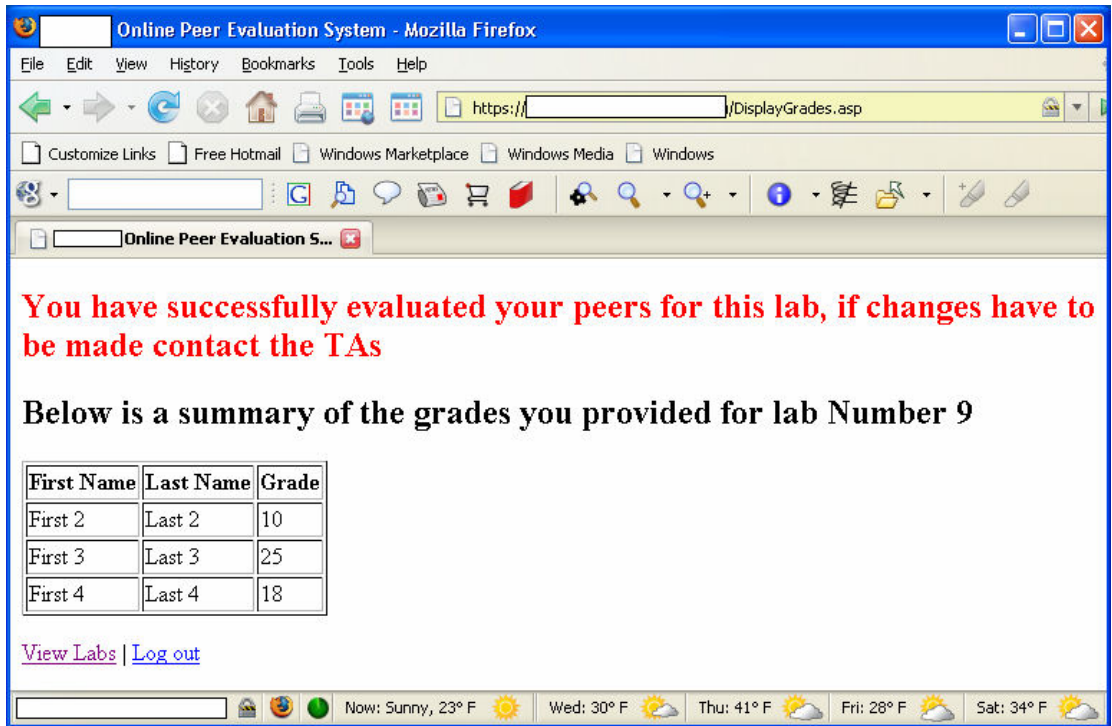 Online Peer Evaluation System - Mozilla Firefox
File Edit View History Bookmarks Tools Help
https:// /DisplayGrades.asp
Customize Links Free Hotmail Windows Marketplace Windows Media Windows
Online Peer Evaluation S...
You have successfully evaluated your peers for this lab, if changes have to
be made contact the TAs
Below is a summary of the grades you provided for lab Number 9
First Name Last Name Grade
First 2 Last 2 10
First 3 Last 3 25
First 4 Last 4 18
View Labs | Log out
Now: Sunny, 23° F Wed: 30° F Thu: 41° F Fri: 28° F Sat: 34° F